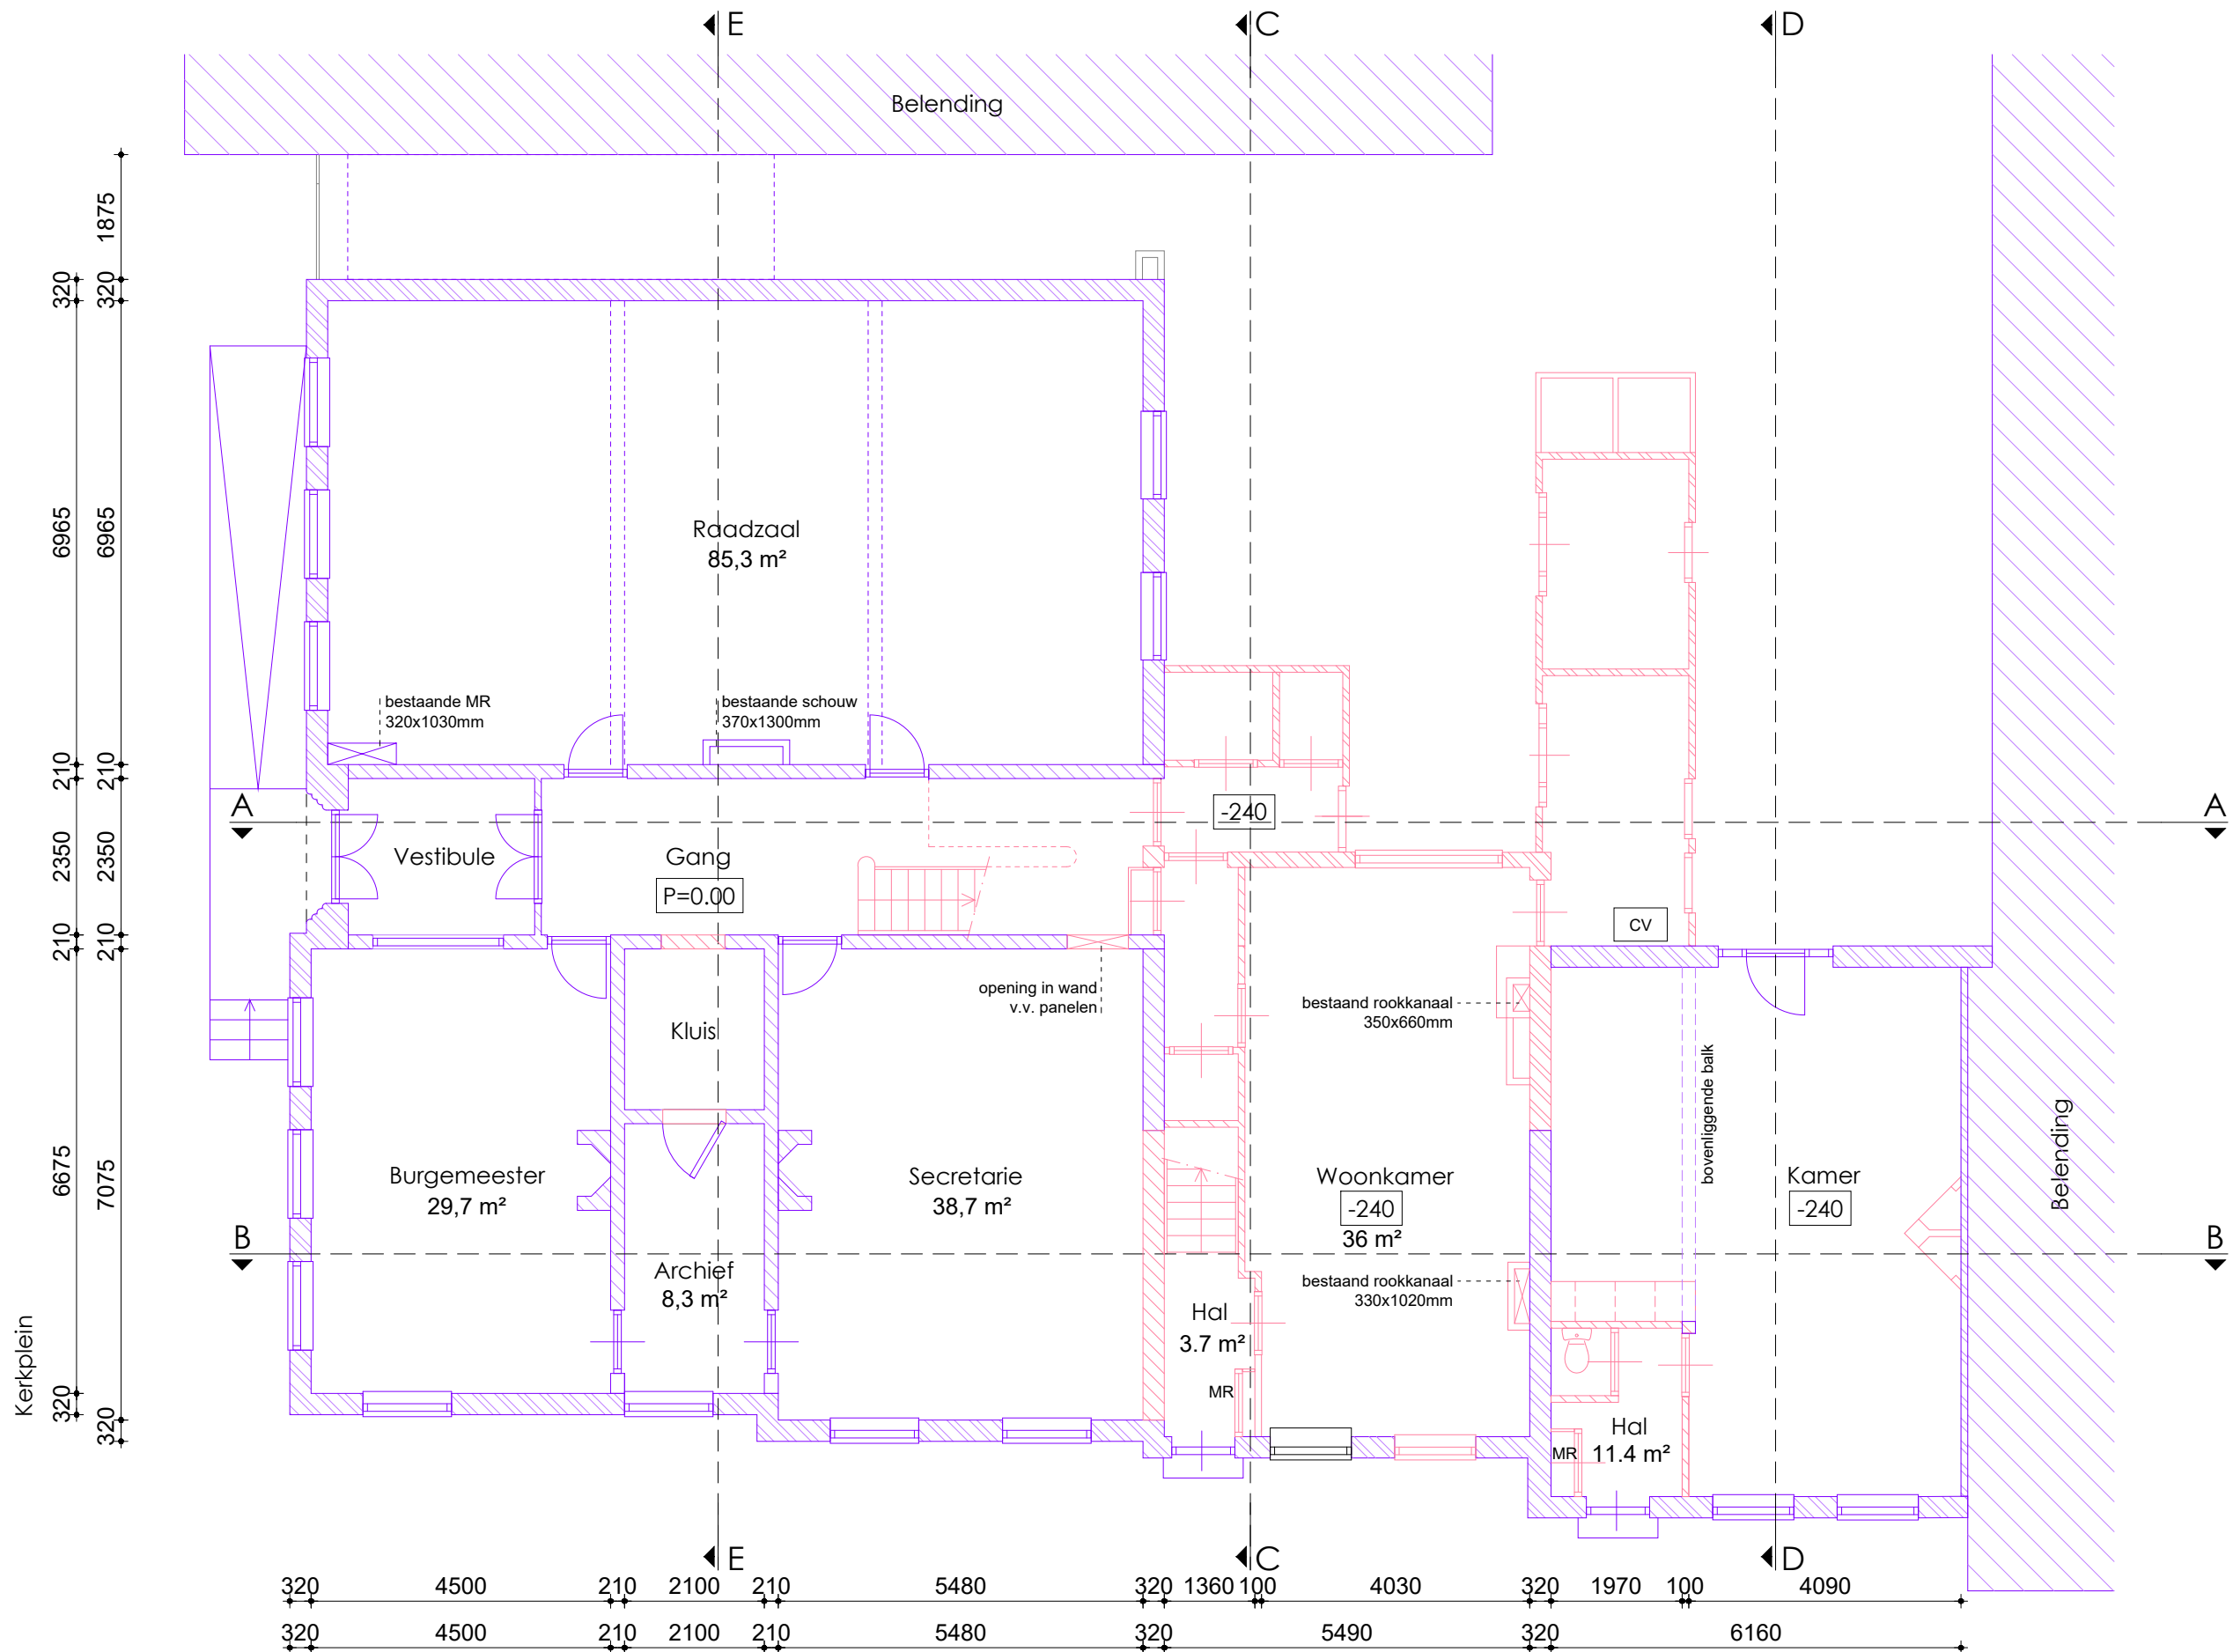 E
C
D
Belending
1875
320
320
6965
6965
Raadzaal
85,3 m²
bestaande MR
320x1030mm
bestaande schouw
370x1300mm
210
210
A
-240
A
2350
2350
Vestibule
Gang
P=0.00
CV
210
210
opening in wand
v.v. panelen
bestaand rookkanaal
350x660mm
Kluis
bovenliggende balk
Belending
6675
7075
Burgemeester
29,7 m²
Secretarie
38,7 m²
Woonkamer
-240
36 m²
Kamer
-240
B
B
Archief
8,3 m²
bestaand rookkanaal
330x1020mm
Hal
3.7 m²
Kerkplein
MR
320
320
Hal
11.4 m²
MR
E
C
D
320 4500 210 2100 210 5480 320 1360 100 4030 320 1970 100 4090
320 4500 210 2100 210 5480 320 5490 320 6160